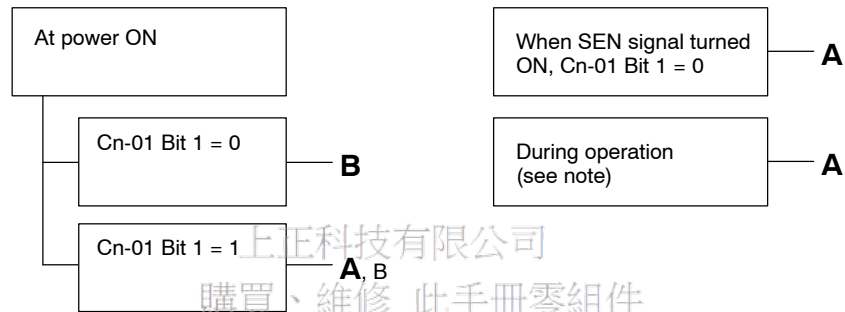 At power ON
Cn-01 Bit 1 = 0
B
Cn-01 Bit 1 = 1
A, B
When SEN signal turned
ON, Cn-01 Bit 1 = 0
A
During operation
(see note)
A
上正科技有限公司
購買、維修 此手冊零組件